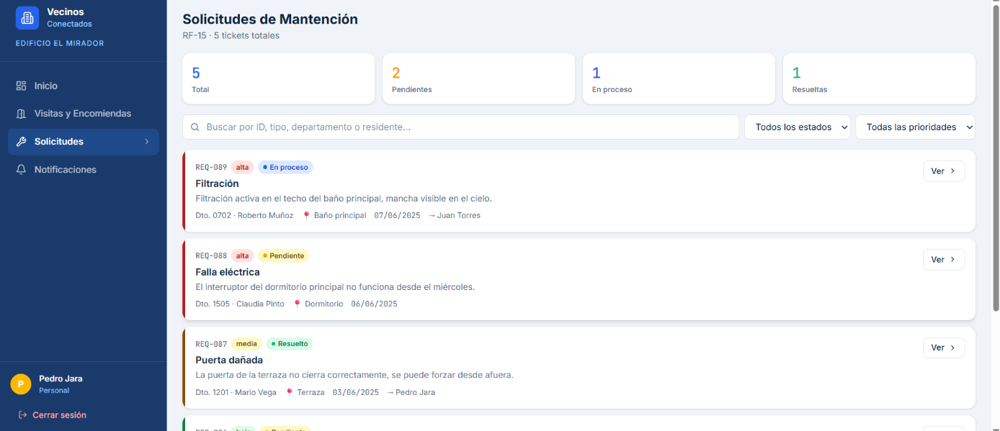 Vecinos
Conectados
EDIFICIO EL MIRADOR
Inicio
Visitas y Encomiendas
Solicitudes
Notificaciones
Pedro Jara
Personal
P
Cerrar sesión
Solicitudes de Mantención
RF-15 · 5 tickets totales
5
Total
2
Pendientes
1
En proceso
1
Resueltas
Buscar por ID, tipo, departamento o residente...
Todos los estados
Todas las prioridades
REQ-089 alta En proceso
Filtración
Filtración activa en el techo del baño principal, mancha visible en el cielo.
Dto. 0702 · Roberto Muñoz 📍 Baño principal 07/06/2025 → Juan Torres
Ver
REQ-088 alta Pendiente
Falla eléctrica
El interruptor del dormitorio principal no funciona desde el miércoles.
Dto. 1505 · Claudia Pinto 📍 Dormitorio 06/06/2025
Ver
REQ-087 media Resuelto
Puerta dañada
La puerta de la terraza no cierra correctamente, se puede forzar desde afuera.
Dto. 1201 · Mario Vega 📍 Terraza 03/06/2025 → Pedro Jara
Ver